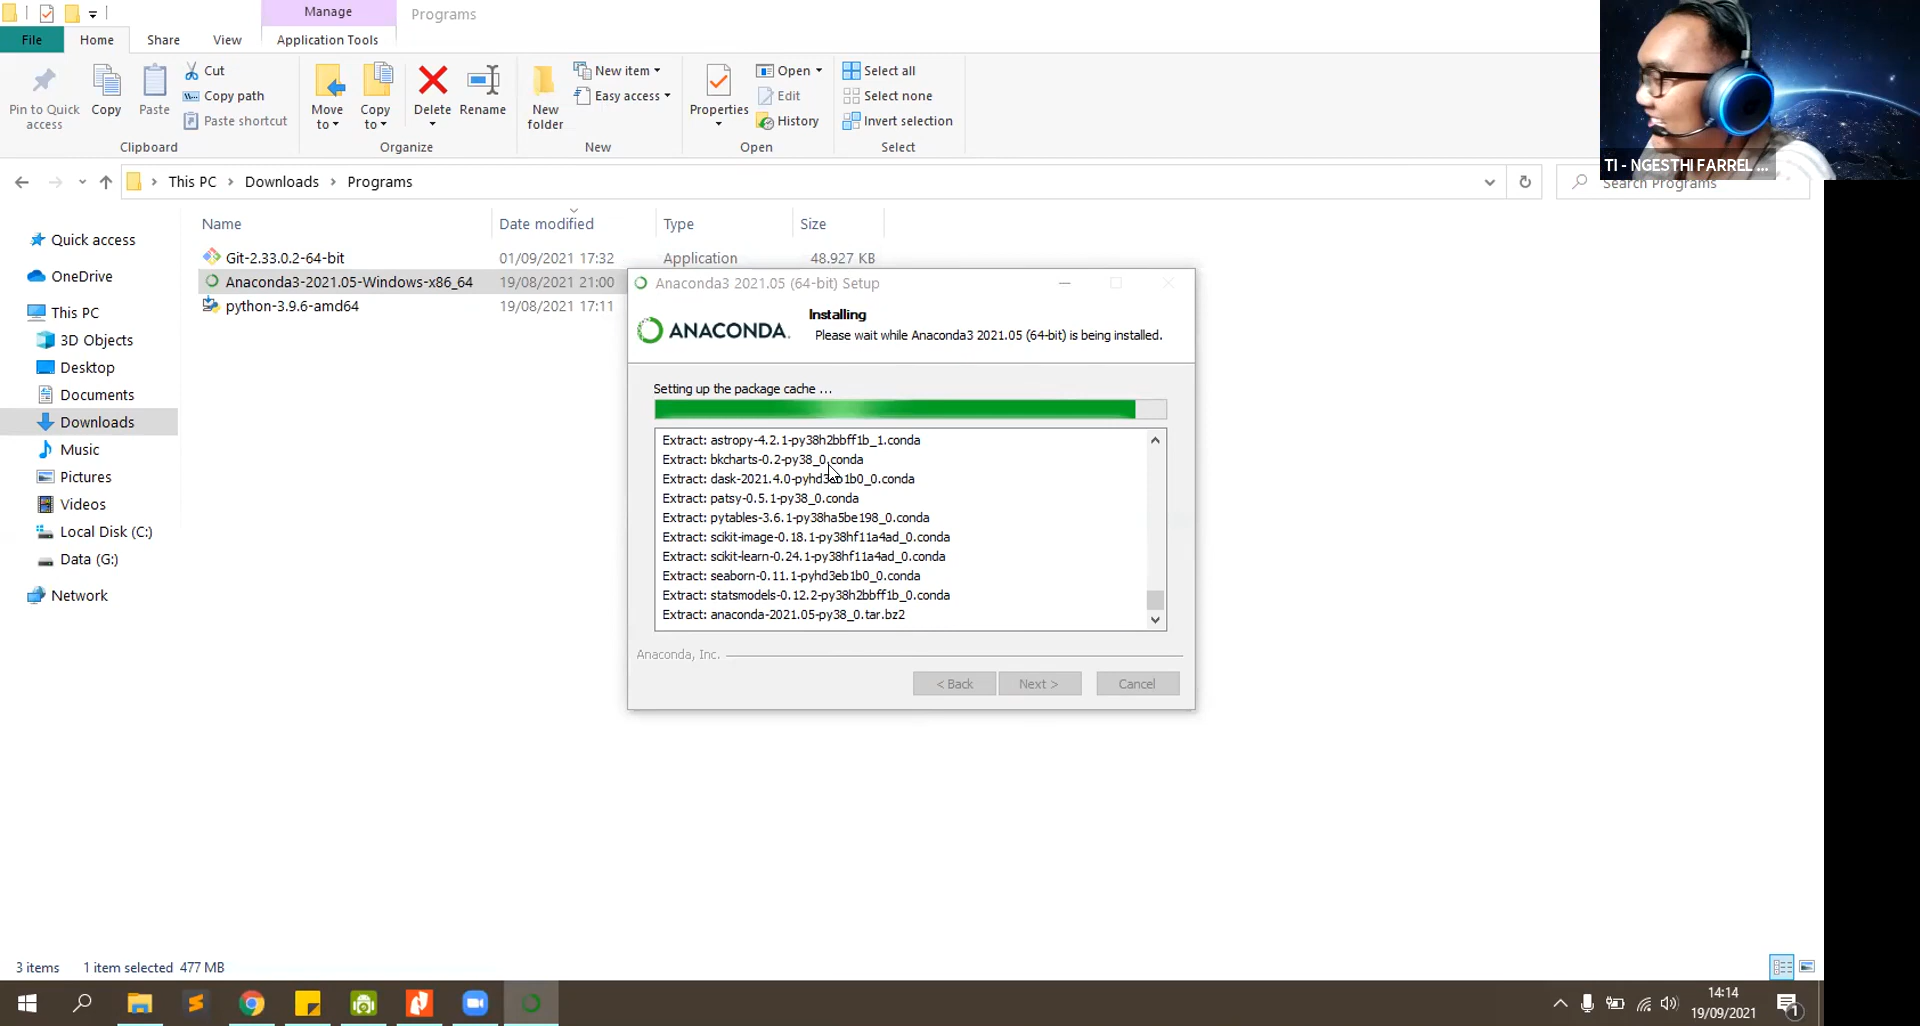 Manage
Programs
File
Home
Share
View
Application Tools
Pin to Quick access
Copy
Paste
Cut
Copy path
Paste shortcut
Clipboard
Move to
Copy to
Delete
Rename
Organize
New folder
New item
Easy access
New
Properties
Open
Edit
History
Open
Select all
Select none
Invert selection
Select
TI - NGESTHI FARREL ...
This PC > Downloads > Programs
Search Programs
Name
Date modified
Type
Size
Git-2.33.0.2-64-bit 01/09/2021 17:32 Application 48.927 KB
Anaconda3-2021.05-Windows-x86_64 19/08/2021 21:00
python-3.9.6-amd64 19/08/2021 17:11
Quick access
OneDrive
This PC
3D Objects
Desktop
Documents
Downloads
Music
Pictures
Videos
Local Disk (C:)
Data (G:)
Network
Anaconda3 2021.05 (64-bit) Setup
ANACONDA.
Installing
Please wait while Anaconda3 2021.05 (64-bit) is being installed.
Setting up the package cache ...
Extract: astropy-4.2.1-py38h2bbff1b_1.conda
Extract: bkcharts-0.2-py38_0.conda
Extract: dask-2021.4.0-pyhd3eb1b0_0.conda
Extract: patsy-0.5.1-py38_0.conda
Extract: pytables-3.6.1-py38ha5be198_0.conda
Extract: scikit-image-0.18.1-py38hf11a4ad_0.conda
Extract: scikit-learn-0.24.1-py38hf11a4ad_0.conda
Extract: seaborn-0.11.1-pyhd3eb1b0_0.conda
Extract: statsmodels-0.12.2-py38h2bbff1b_0.conda
Extract: anaconda-2021.05-py38_0.tar.bz2
Anaconda, Inc.
< Back
Next >
Cancel
3 items 1 item selected 477 MB
14:14
19/09/2021
1